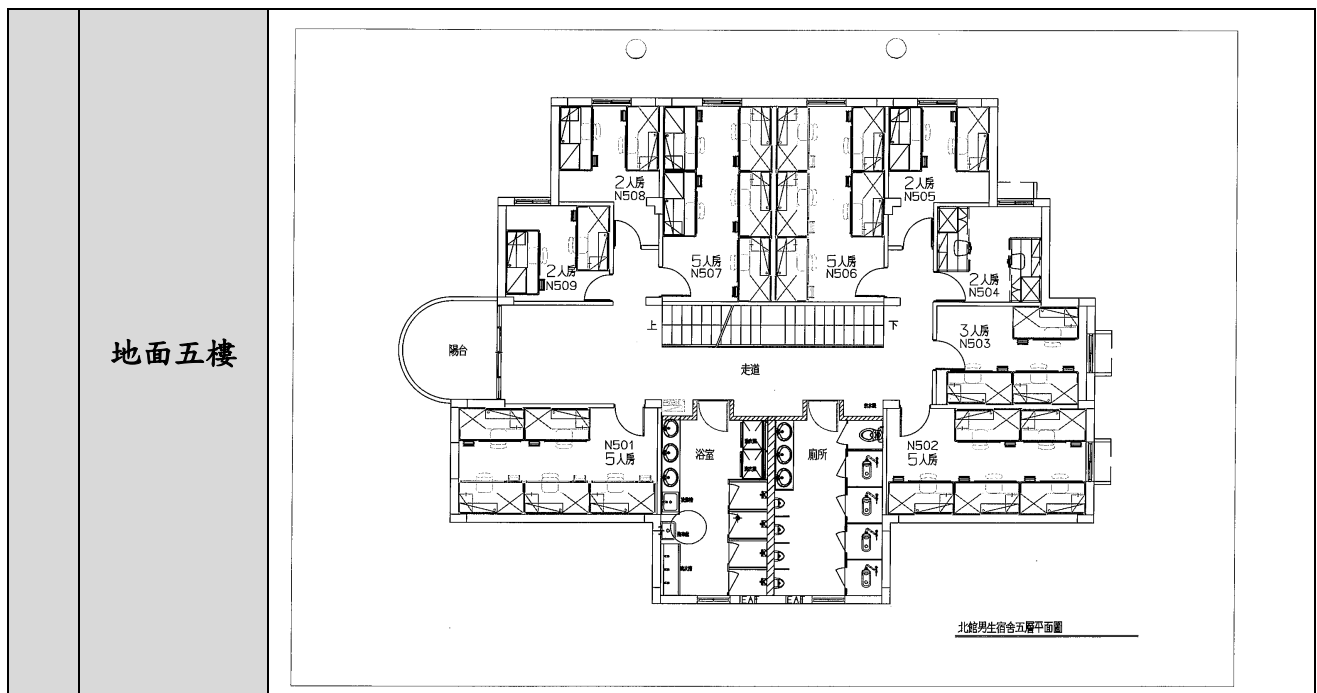 地面五樓
2人房
N508
2人房
N505
2人房
N509
5人房
N507
5人房
N506
2人房
N504
上
下
3人房
N503
陽台
走道
N501
5人房
浴室
廁所
N502
5人房
北館男生宿舍五層平面圖